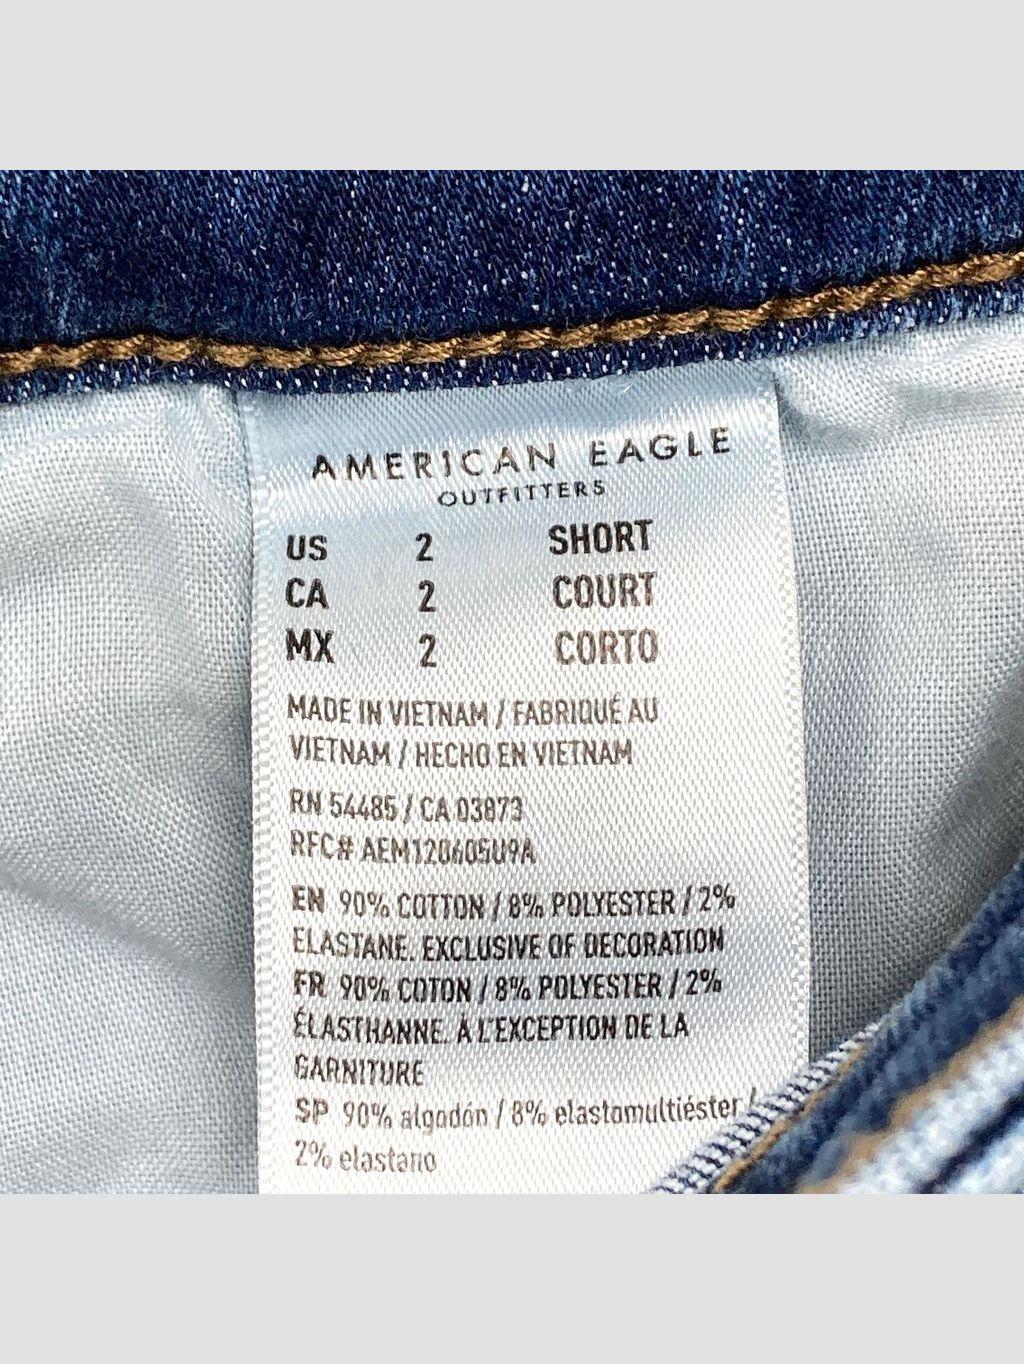 AMERICAN EAGLE
OUTFITTERS
US 2 SHORT
CA 2 COURT
MX 2 CORTO
MADE IN VIETNAM / FABRIQUÉ AU
VIETNAM / HECHO EN VIETNAM
RN 54485 / CA 03873
RFC# AEM120605U9A
EN 90% COTTON / 8% POLYESTER / 2%
ELASTANE. EXCLUSIVE OF DECORATION
FR 90% COTON / 8% POLYESTER / 2%
ÉLASTHANNE. À L'EXCEPTION DE LA
GARNITURE
SP 90% algodón / 8% elastomultiéster /
2% elastano